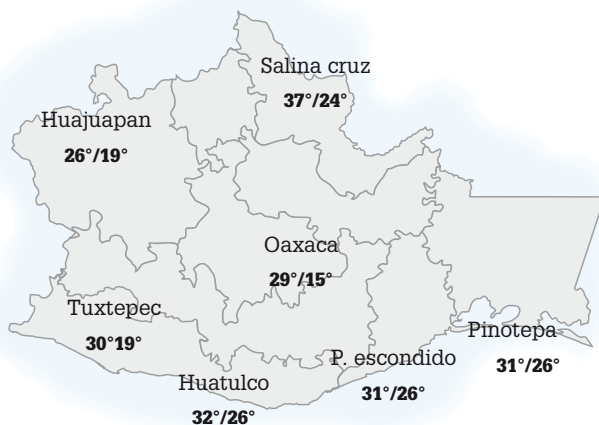 Salina cruz
37°/24°
Huajuapan
26°/19°
Oaxaca
29°/15°
Tuxtepec
30°19°
Pinotepa
31°/26°
P. escondido
31°/26°
Huatulco
32°/26°